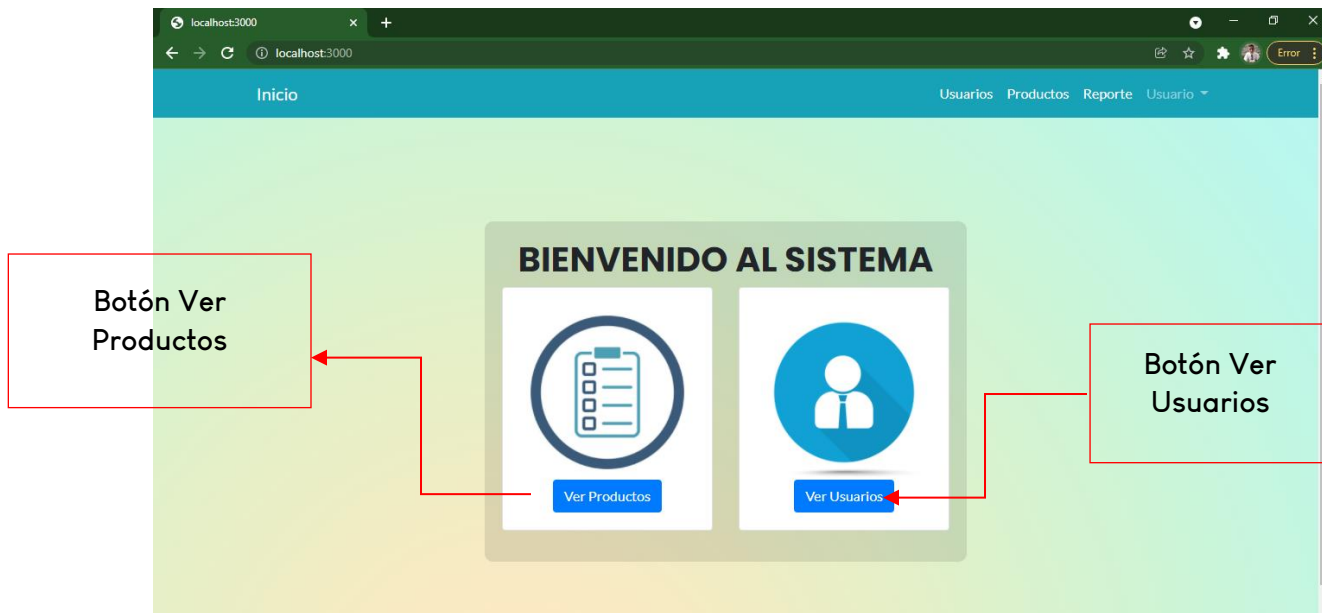 localhost:3000
localhost:3000
Error
Inicio
Usuarios Productos Reporte Usuario
BIENVENIDO AL SISTEMA
Botón Ver
Productos
Botón Ver
Usuarios
Ver Productos
Ver Usuarios